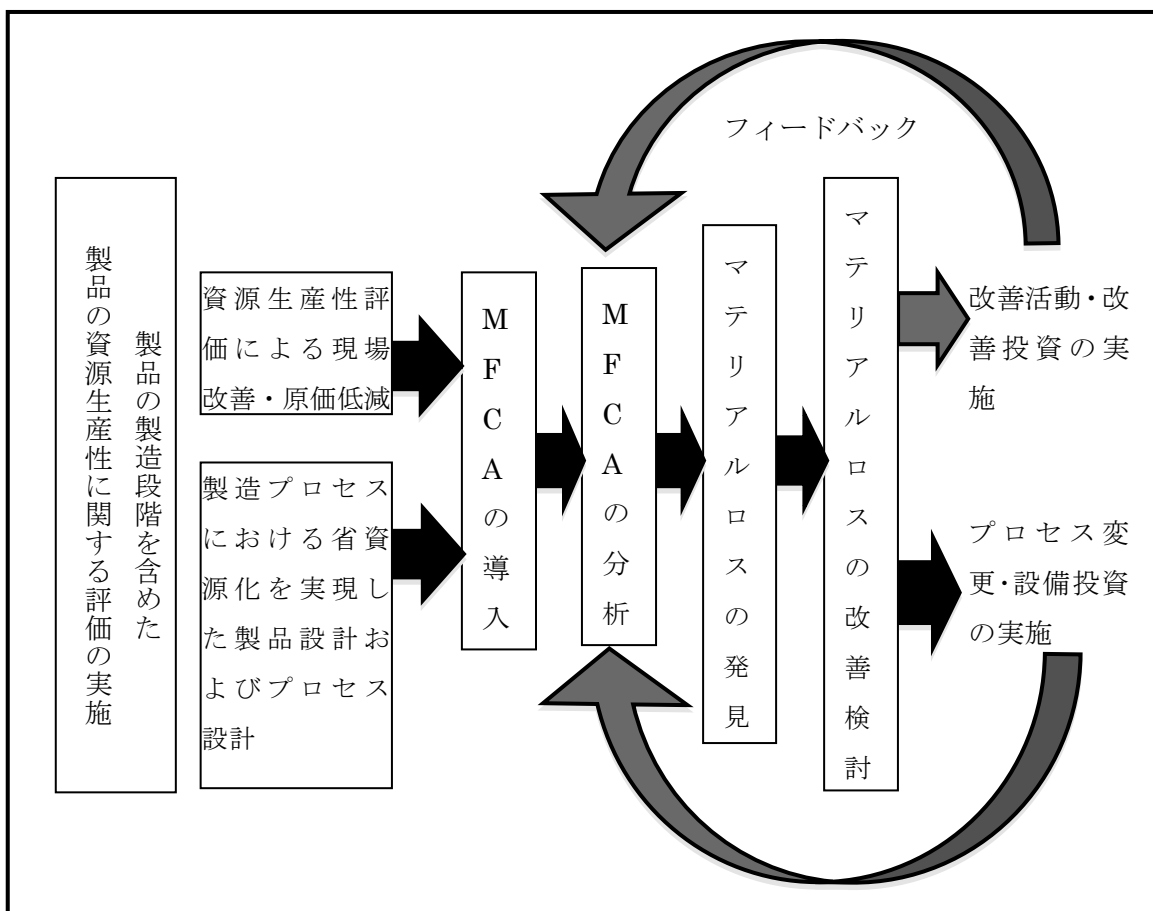 フィードバック
製品の製造段階を含めた
製品の資源生産性に関する評価の実施
資源生産性評
価による現場
改善・原価低減
製造プロセス
における省資
源化を実現し
た製品設計お
よびプロセス
設計
MFCAの導入
MFCAの分析
マテリアルロスの発見
マテリアルロスの改善検討
改善活動・改
善投資の実
施
プロセス変
更・設備投資
の実施